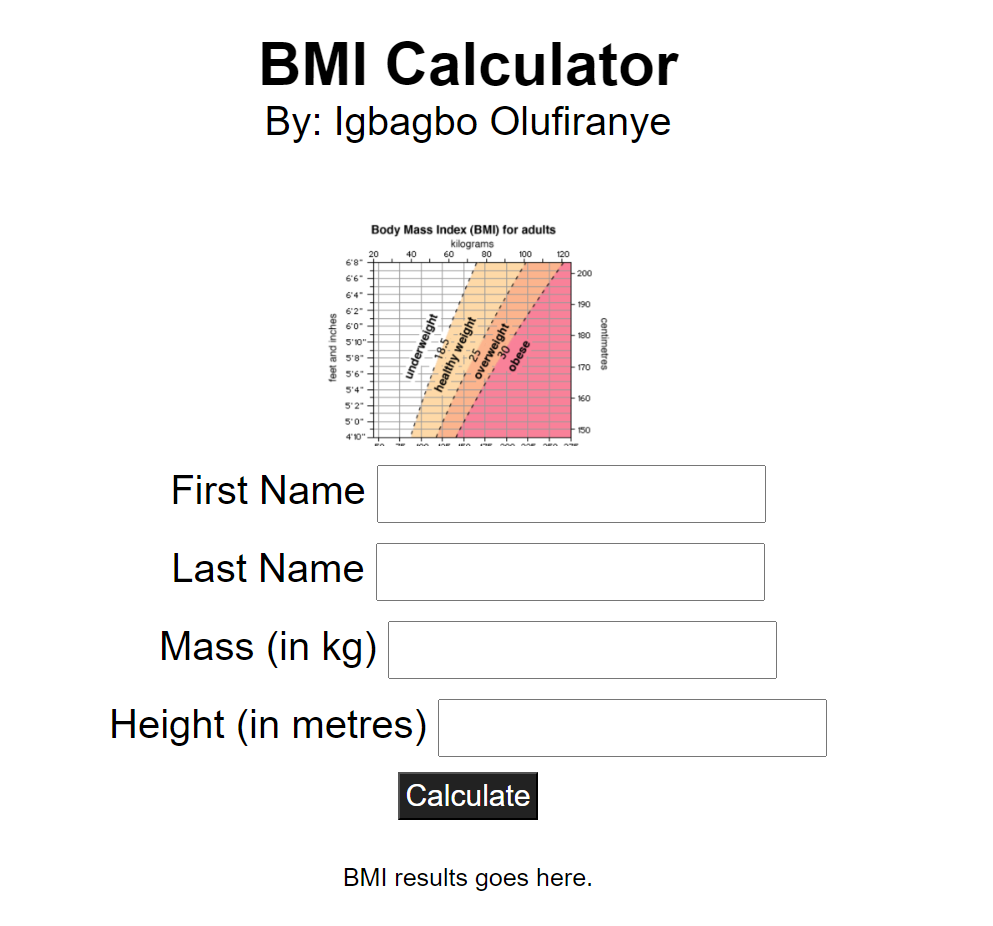 BMI Calculator
By: Igbagbo Olufiranye
Body Mass Index (BMI) for adults
kilograms
20 40 60 80 100 120
6'8"
6'6"
6'4"
6'2"
6'0"
5'10"
5'8"
5'6"
5'4"
5'2"
5'0"
4'10"
feet and inches
underweight
18.5
healthy weight
25
overweight
30
obese
200
190
180
170
160
150
centimetres
First Name
Last Name
Mass (in kg)
Height (in metres)
Calculate
BMI results goes here.